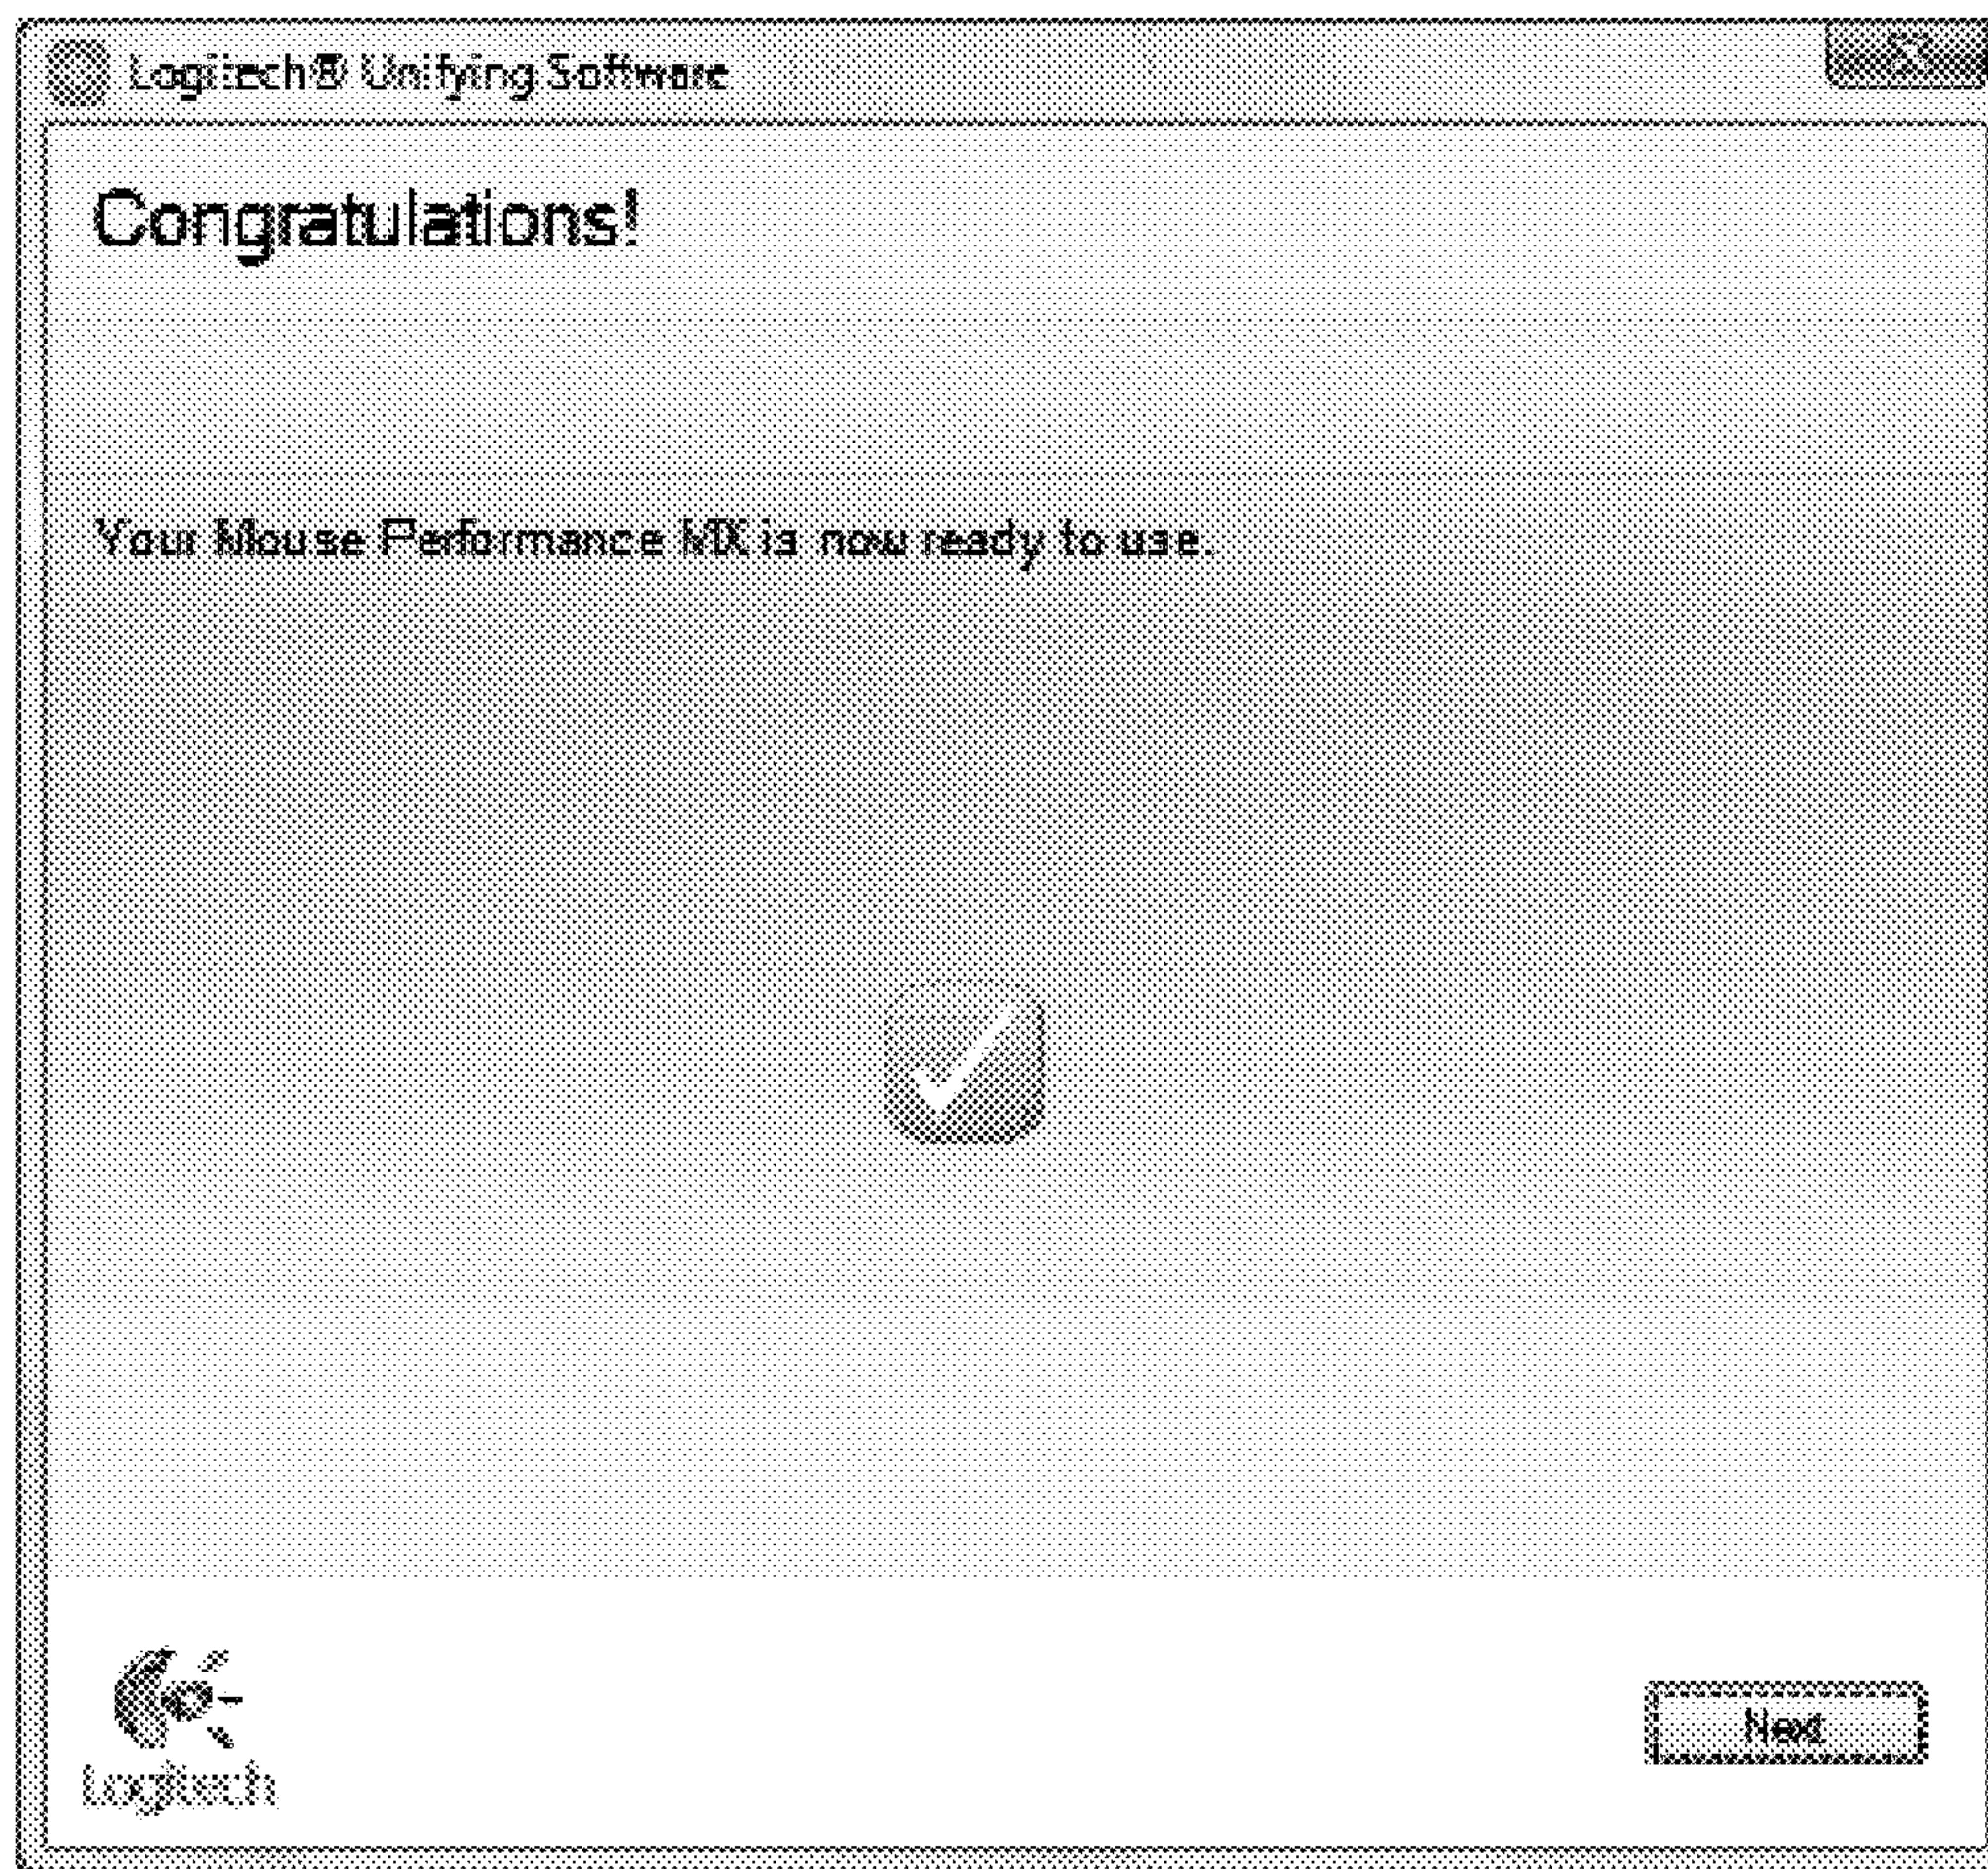 Logitech® Unifying Software
Congratulations!
Your Mouse Performance MX is now ready to use.
Logitech
Next